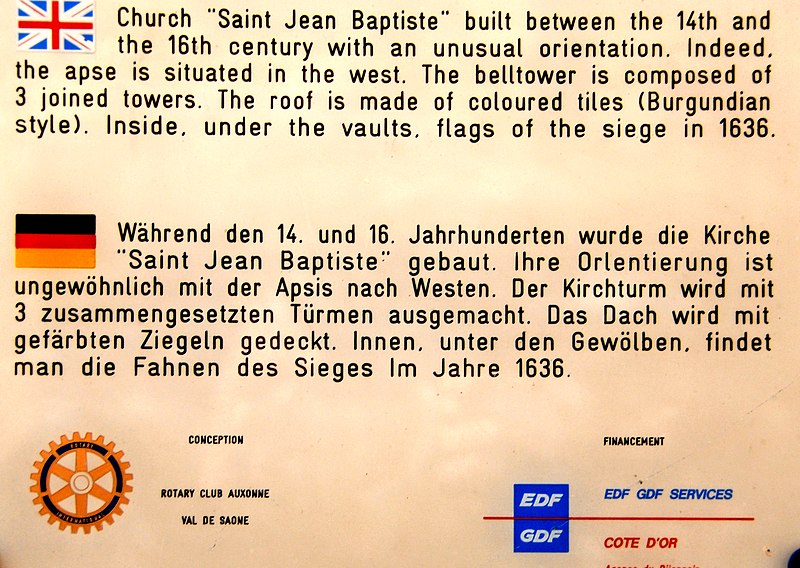 Church "Saint Jean Baptiste" built between the 14th and
the 16th century with an unusual orientation. Indeed,
the apse is situated in the west. The belltower is composed of
3 joined towers. The roof is made of coloured tiles (Burgundian
style). Inside, under the vaults, flags of the siege in 1636.
Während den 14. und 16. Jahrhunderten wurde die Kirche
"Saint Jean Baptiste" gebaut. Ihre Orlentierung ist
ungewöhnlich mit der Apsis nach Westen. Der Kirchturm wird mit
3 zusammengesetzten Türmen ausgemacht. Das Dach wird mit
gefärbten Ziegeln gedeckt. Innen, unter den Gewölben, findet
man die Fahnen des Sieges Im Jahre 1636.
CONCEPTION
ROTARY
INTERNATIONAL
ROTARY CLUB AUXONNE
VAL DE SAONE
FINANCEMENT
EDF
GDF
EDF GDF SERVICES
COTE D'OR